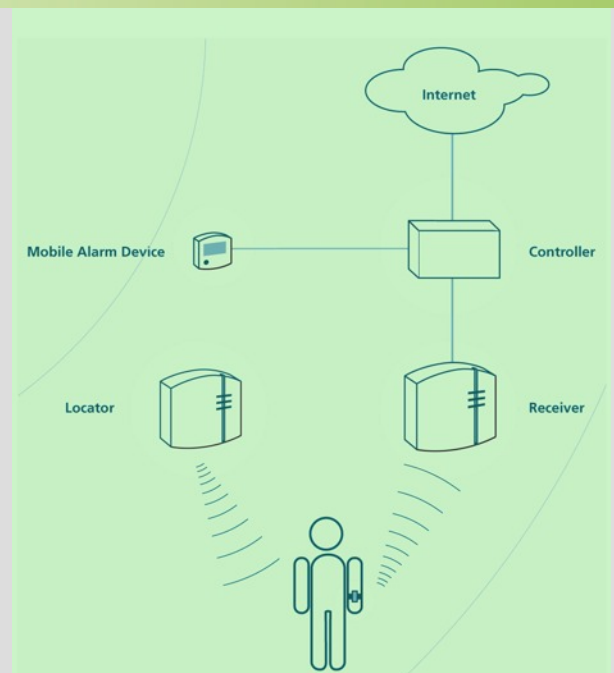 Internet
Mobile Alarm Device
Controller
Locator
Receiver